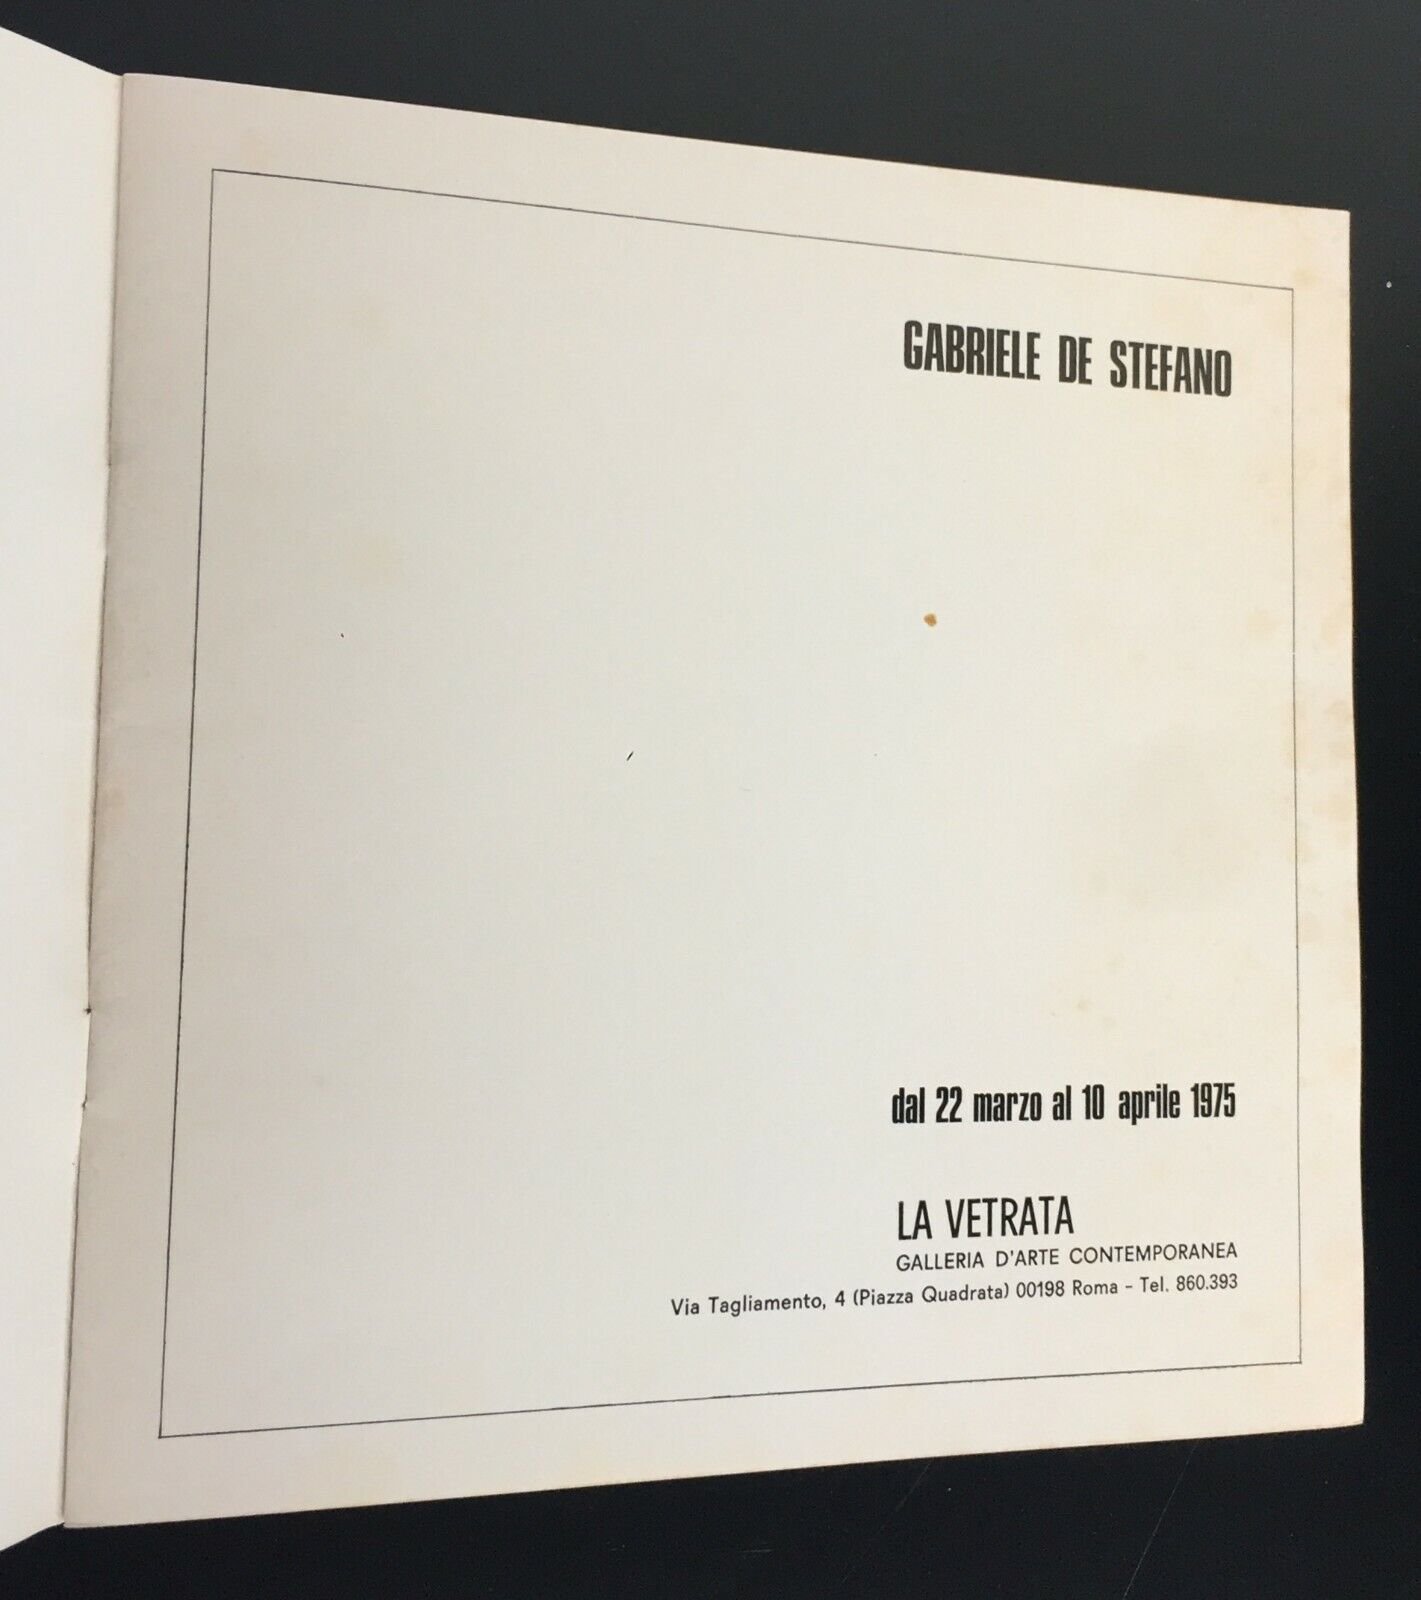 GABRIELE DE STEFANO
dal 22 marzo al 10 aprile 1975
LA VETRATA
GALLERIA D'ARTE CONTEMPORANEA
Via Tagliamento, 4 (Piazza Quadrata) 00198 Roma - Tel. 860.393